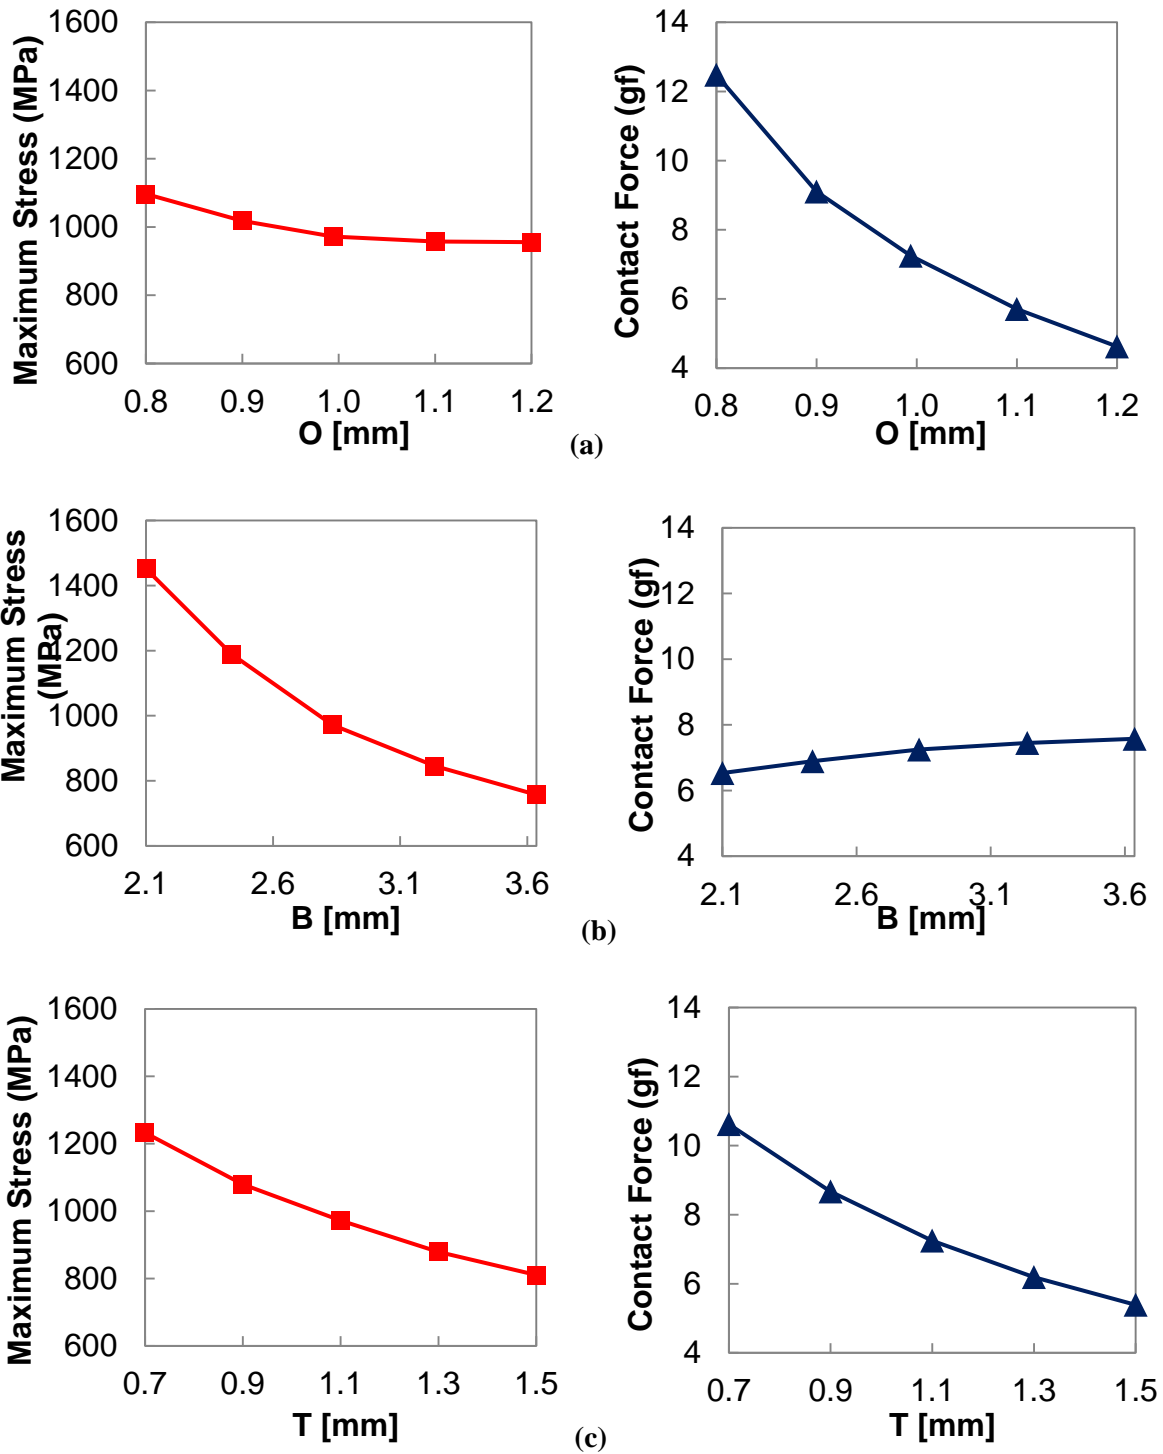 Maximum Stress (MPa)
1600
1400
1200
1000
800
600
0.8 0.9 1.0 1.1 1.2
O [mm]
Contact Force (gf)
14
12
10
8
6
4
0.8 0.9 1.0 1.1 1.2
O [mm]
(a)
Maximum Stress
(MPa)
1600
1400
1200
1000
800
600
2.1 2.6 3.1 3.6
B [mm]
Contact Force (gf)
14
12
10
8
6
4
2.1 2.6 3.1 3.6
B [mm]
(b)
Maximum Stress (MPa)
1600
1400
1200
1000
800
600
0.7 0.9 1.1 1.3 1.5
T [mm]
Contact Force (gf)
14
12
10
8
6
4
0.7 0.9 1.1 1.3 1.5
T [mm]
(c)